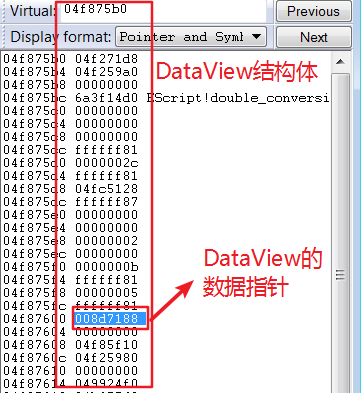 Virtual: 04f875b0 Previous
Display format: Pointer and Symb Next
04f875b0 04f271d8
04f875b4 04f259a0
04f875b8 00000000
04f875bc 6a3f14d0 EScript!double_conversi
04f875c0 00000000
04f875c4 00000000
04f875c8 00000000
04f875cc ffffff81
04f875d0 0000002c
04f875d4 ffffff81
04f875d8 04fc5128
04f875dc ffffff87
04f875e0 00000000
04f875e4 00000000
04f875e8 00000002
04f875ec 00000000
04f875f0 0000000b
04f875f4 ffffff81
04f875f8 00000005
04f875fc ffffff81
04f87600 008d7188
04f87604 00000000
04f87608 04f85f10
04f8760c 04f25980
04f87610 00000000
04f87614 049924f0
DataView结构体
DataView的
数据指针